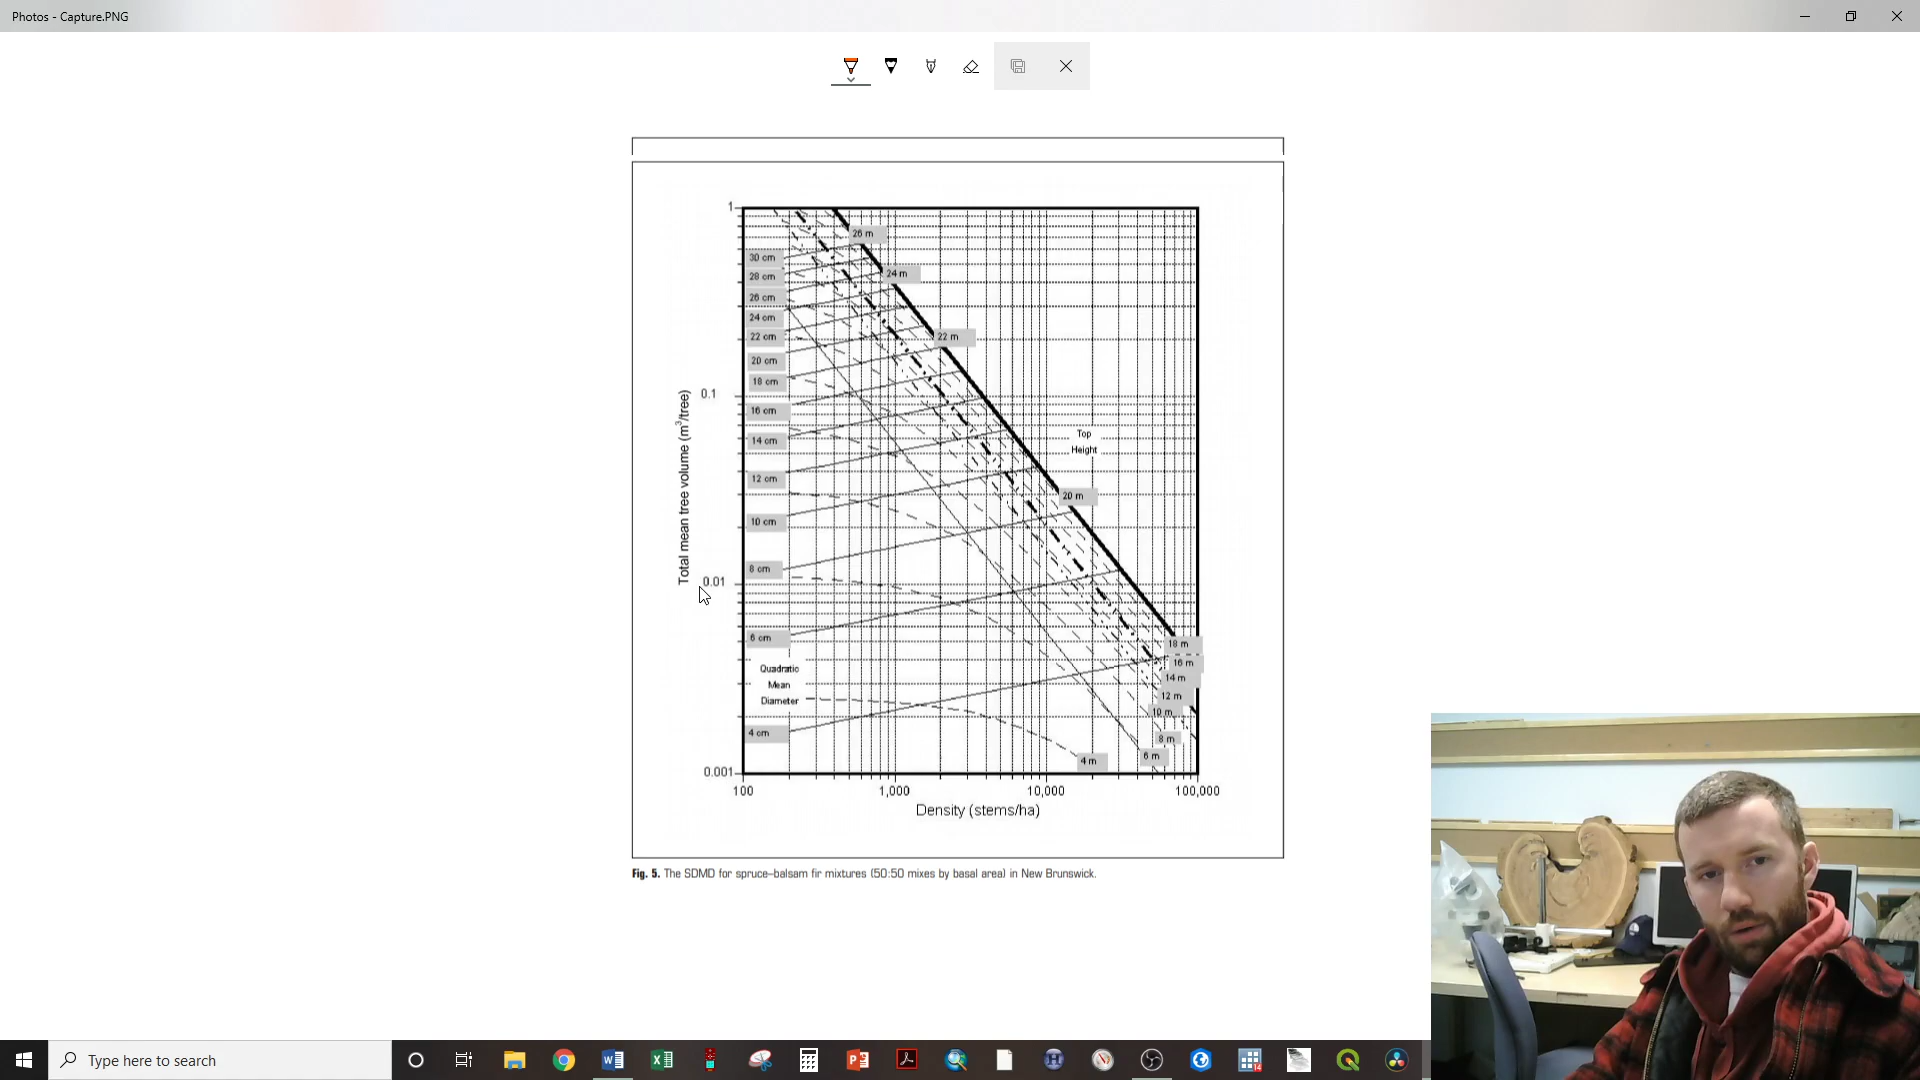 Photos - Capture.PNG
1
26 m
30 cm
24 m
28 cm
26 cm
24 cm
22 m
22 cm
20 cm
18 cm
0.1
16 cm
Top
14 cm
Height
12 cm
20 m
10 cm
Total mean tree volume (m³/tree)
8 cm
0.01
6 cm
18 m
16 m
Quadratic
14 m
Mean
12 m
Diameter
10 m
4 cm
8 m
6 m
4 m
0.001
100 1,000 10,000 100,000
Density (stems/ha)
Fig. 5. The SDMD for spruce–balsam fir mixtures (50:50 mixes by basal area) in New Brunswick.
Type here to search
14